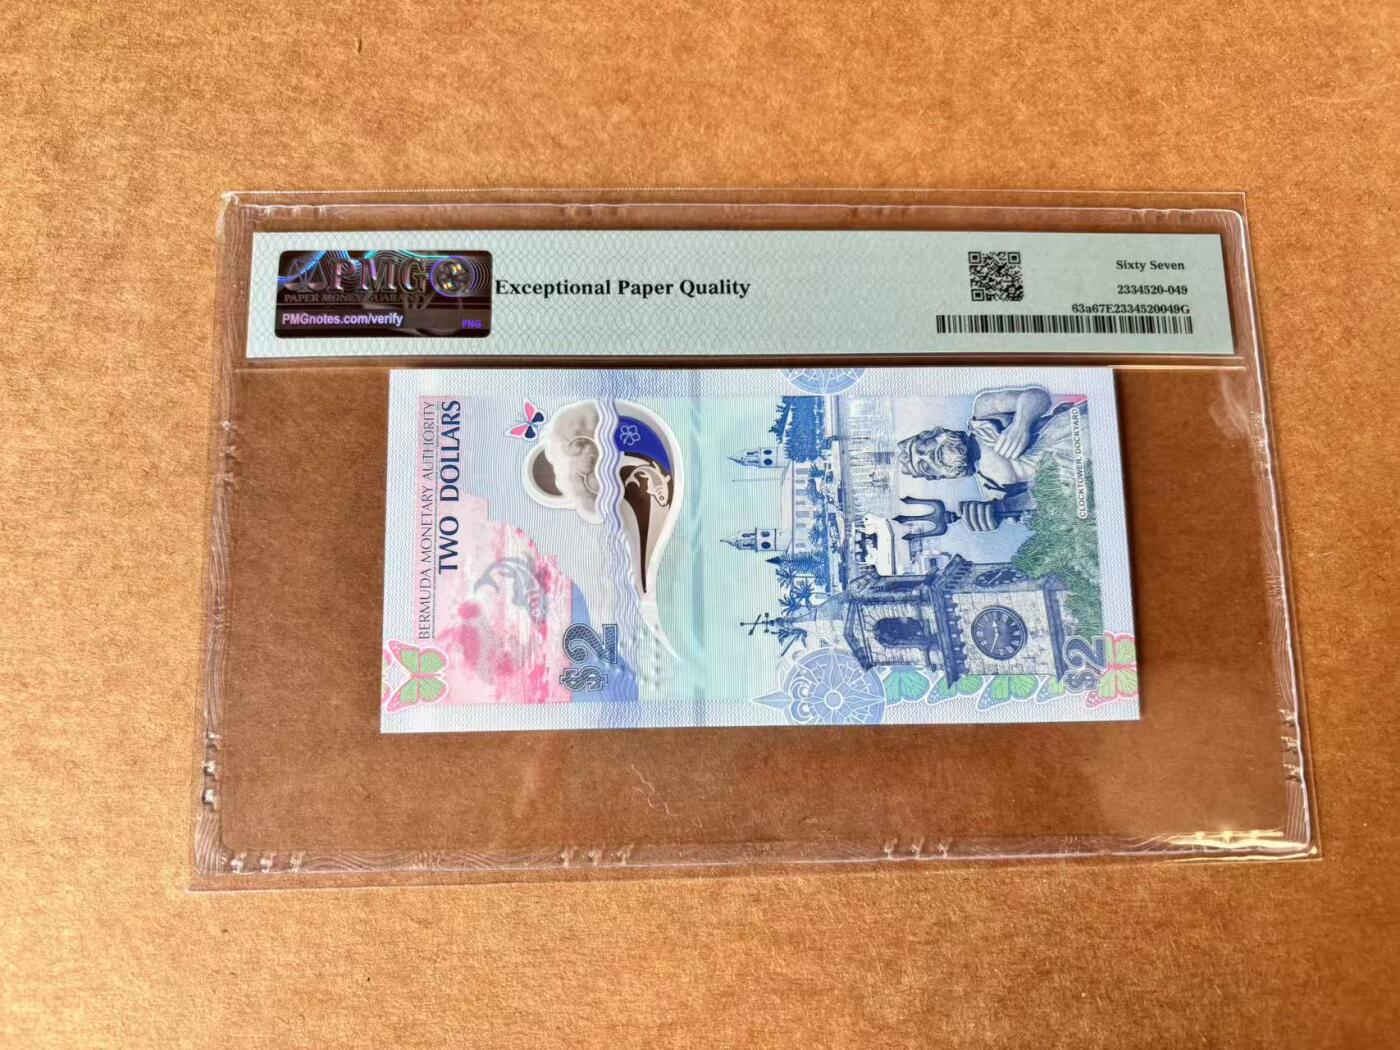 PMG
PAPER MONEY GUARANTY
PMGnotes.com/verify
PNG
Exceptional Paper Quality
Sixty Seven
2334520-049
63a67E2334520049G
BERMUDA MONETARY AUTHORITY
TWO DOLLARS
$2
CLOCKTOWER, DOCKYARD
$2